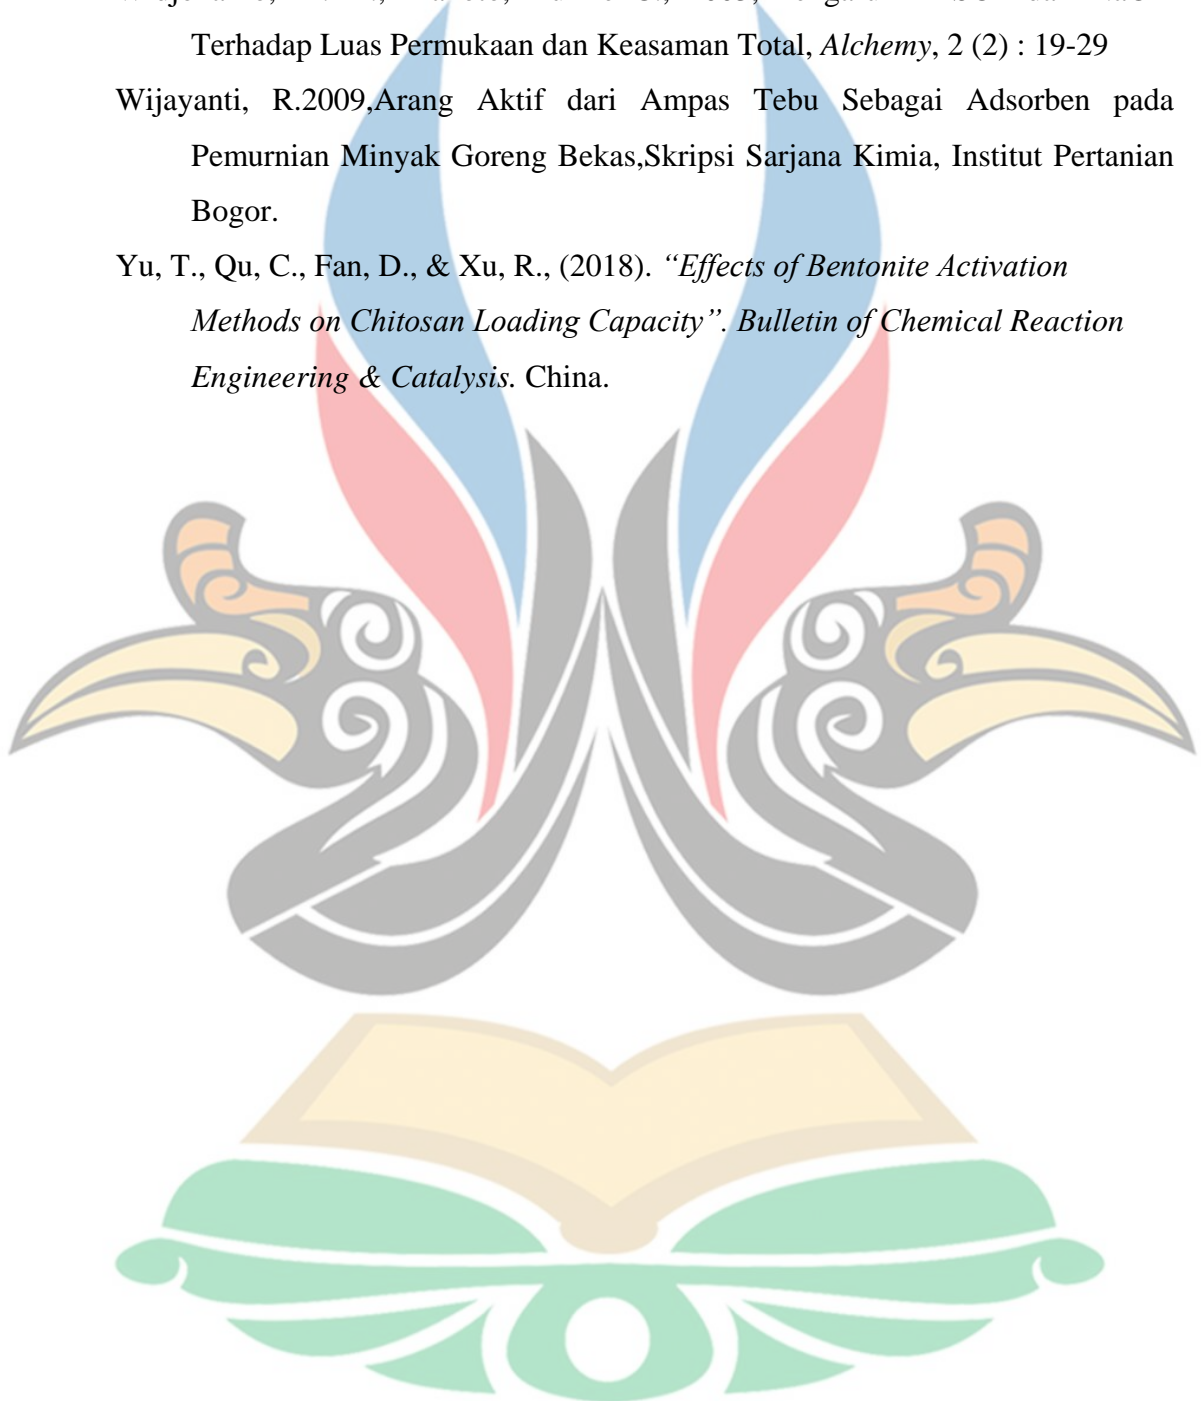 Terhadap Luas Permukaan dan Keasaman Total, Alchemy, 2 (2) : 19-29
Wijayanti, R.2009,Arang Aktif dari Ampas Tebu Sebagai Adsorben pada
Pemurnian Minyak Goreng Bekas,Skripsi Sarjana Kimia, Institut Pertanian
Bogor.
Yu, T., Qu, C., Fan, D., & Xu, R., (2018). “Effects of Bentonite Activation
Methods on Chitosan Loading Capacity”. Bulletin of Chemical Reaction
Engineering & Catalysis. China.